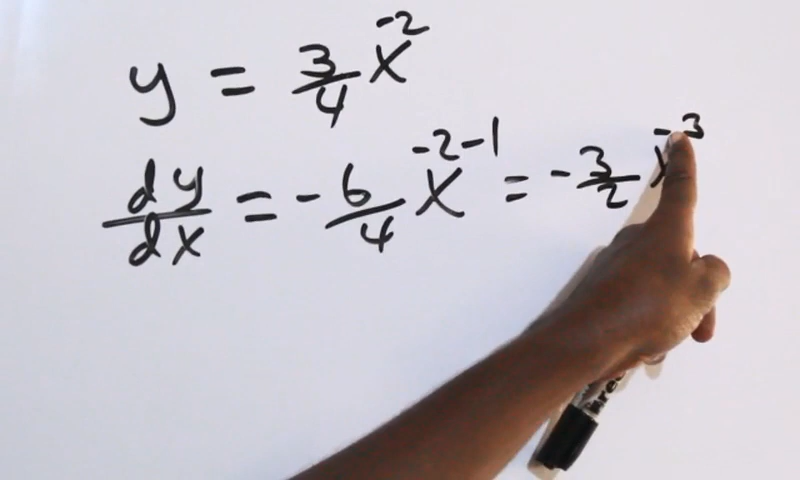 y = 3/4 x^-2
dy/dx = -6/4 x^-2-1 = -3/2 x^-3